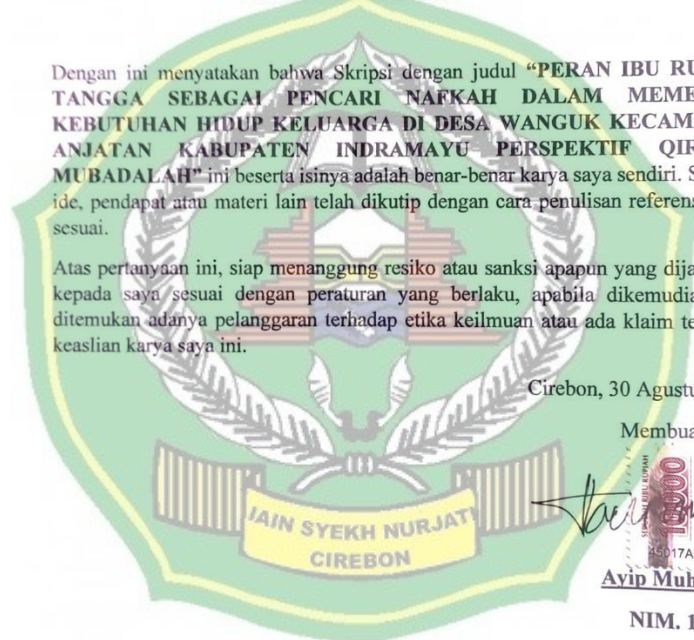 Dengan ini menyatakan bahwa Skripsi dengan judul “PERAN IBU RU
TANGGA SEBAGAI PENCARI NAFKAH DALAM MEME
KEBUTUHAN HIDUP KELUARGA DI DESA WANGUK KECAM
ANJATAN KABUPATEN INDRAMAYU PERSPEKTIF QIR
MUBADALAH” ini beserta isinya adalah benar-benar karya saya sendiri. S
ide, pendapat atau materi lain telah dikutip dengan cara penulisan referens
sesuai.
Atas pertanyaan ini, siap menanggung resiko atau sanksi apapun yang dija
kepada saya sesuai dengan peraturan yang berlaku, apabila dikemudia
ditemukan adanya pelanggaran terhadap etika keilmuan atau ada klaim te
keaslian karya saya ini.
Cirebon, 30 Agustu
Membua
10000
45017A
IAIN SYEKH NURJATI
CIREBON
Ayip Muh
NIM. 1